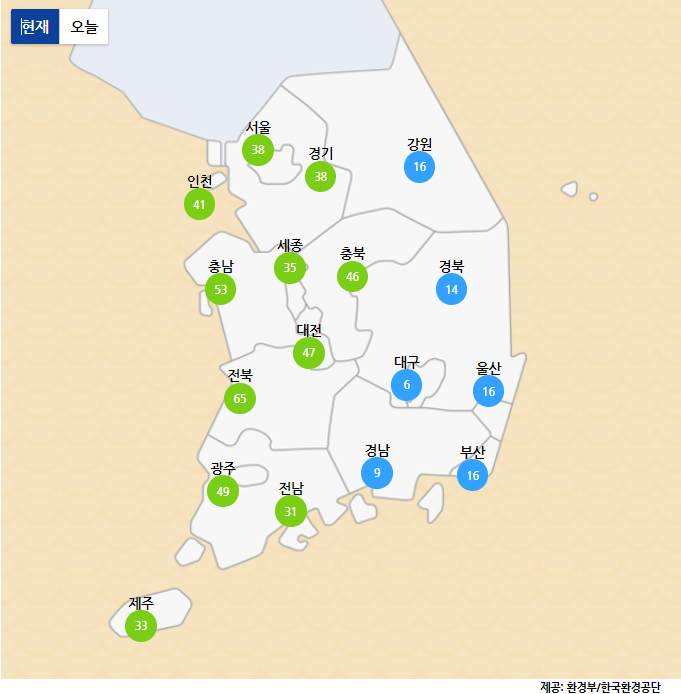 현재 오늘
서울
38
경기
38
강원
16
인천
41
세종
35
충북
46
충남
53
경북
14
대전
47
대구
6
울산
16
전북
65
경남
9
부산
16
광주
49
전남
31
제주
33
제공: 환경부/한국환경공단